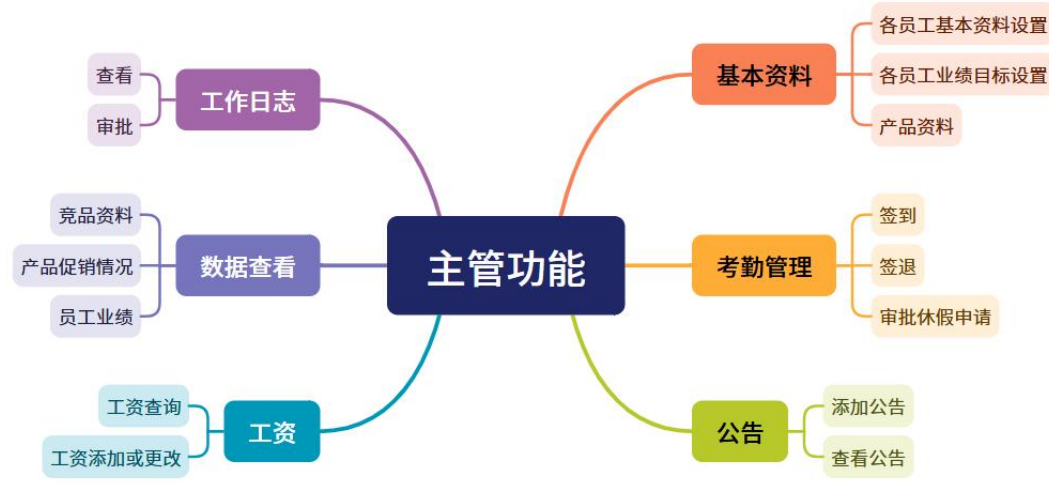 主管功能
基本资料
各员工基本资料设置
各员工业绩目标设置
产品资料
考勤管理
签到
签退
审批休假申请
公告
添加公告
查看公告
工作日志
查看
审批
数据查看
竞品资料
产品促销情况
员工业绩
工资
工资查询
工资添加或更改